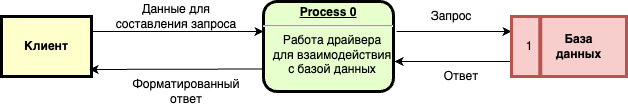 Данные для
составления запроса
Process 0
Запрос
Клиент
Работа драйвера
для взаимодействия
с базой данных
1
База
данных
Форматированный
ответ
Ответ